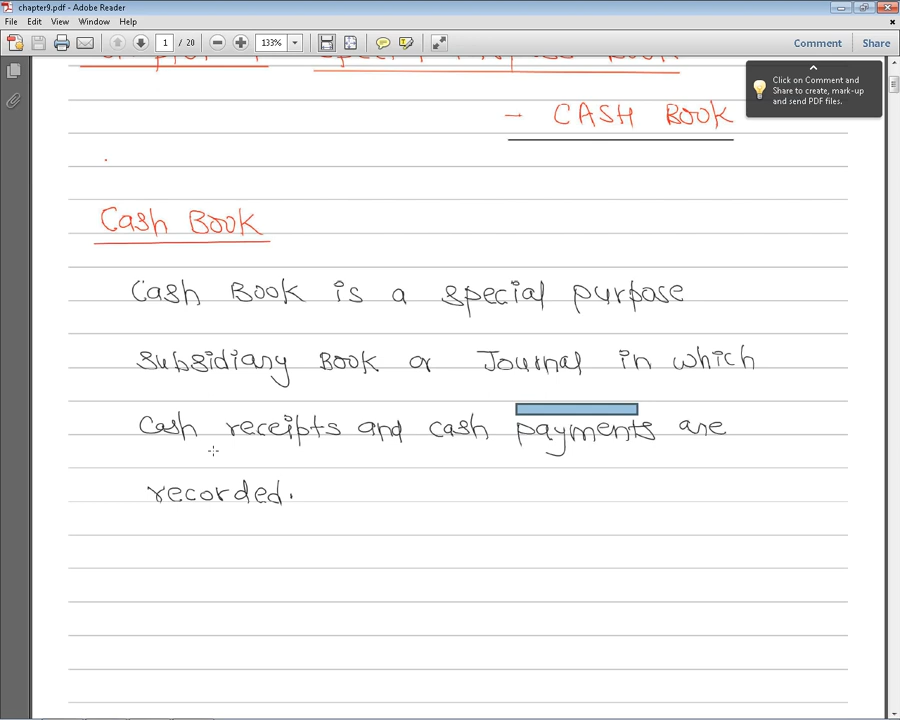 chapter9.pdf - Adobe Reader
File Edit View Window Help
1 / 20 133% Comment Share
Click on Comment and
Share to create, mark-up
and send PDF files.
- CASH BOOK
Cash Book
Cash Book is a special purpose
subsidiary Book or Journal in which
Cash receipts and cash payments are
recorded.